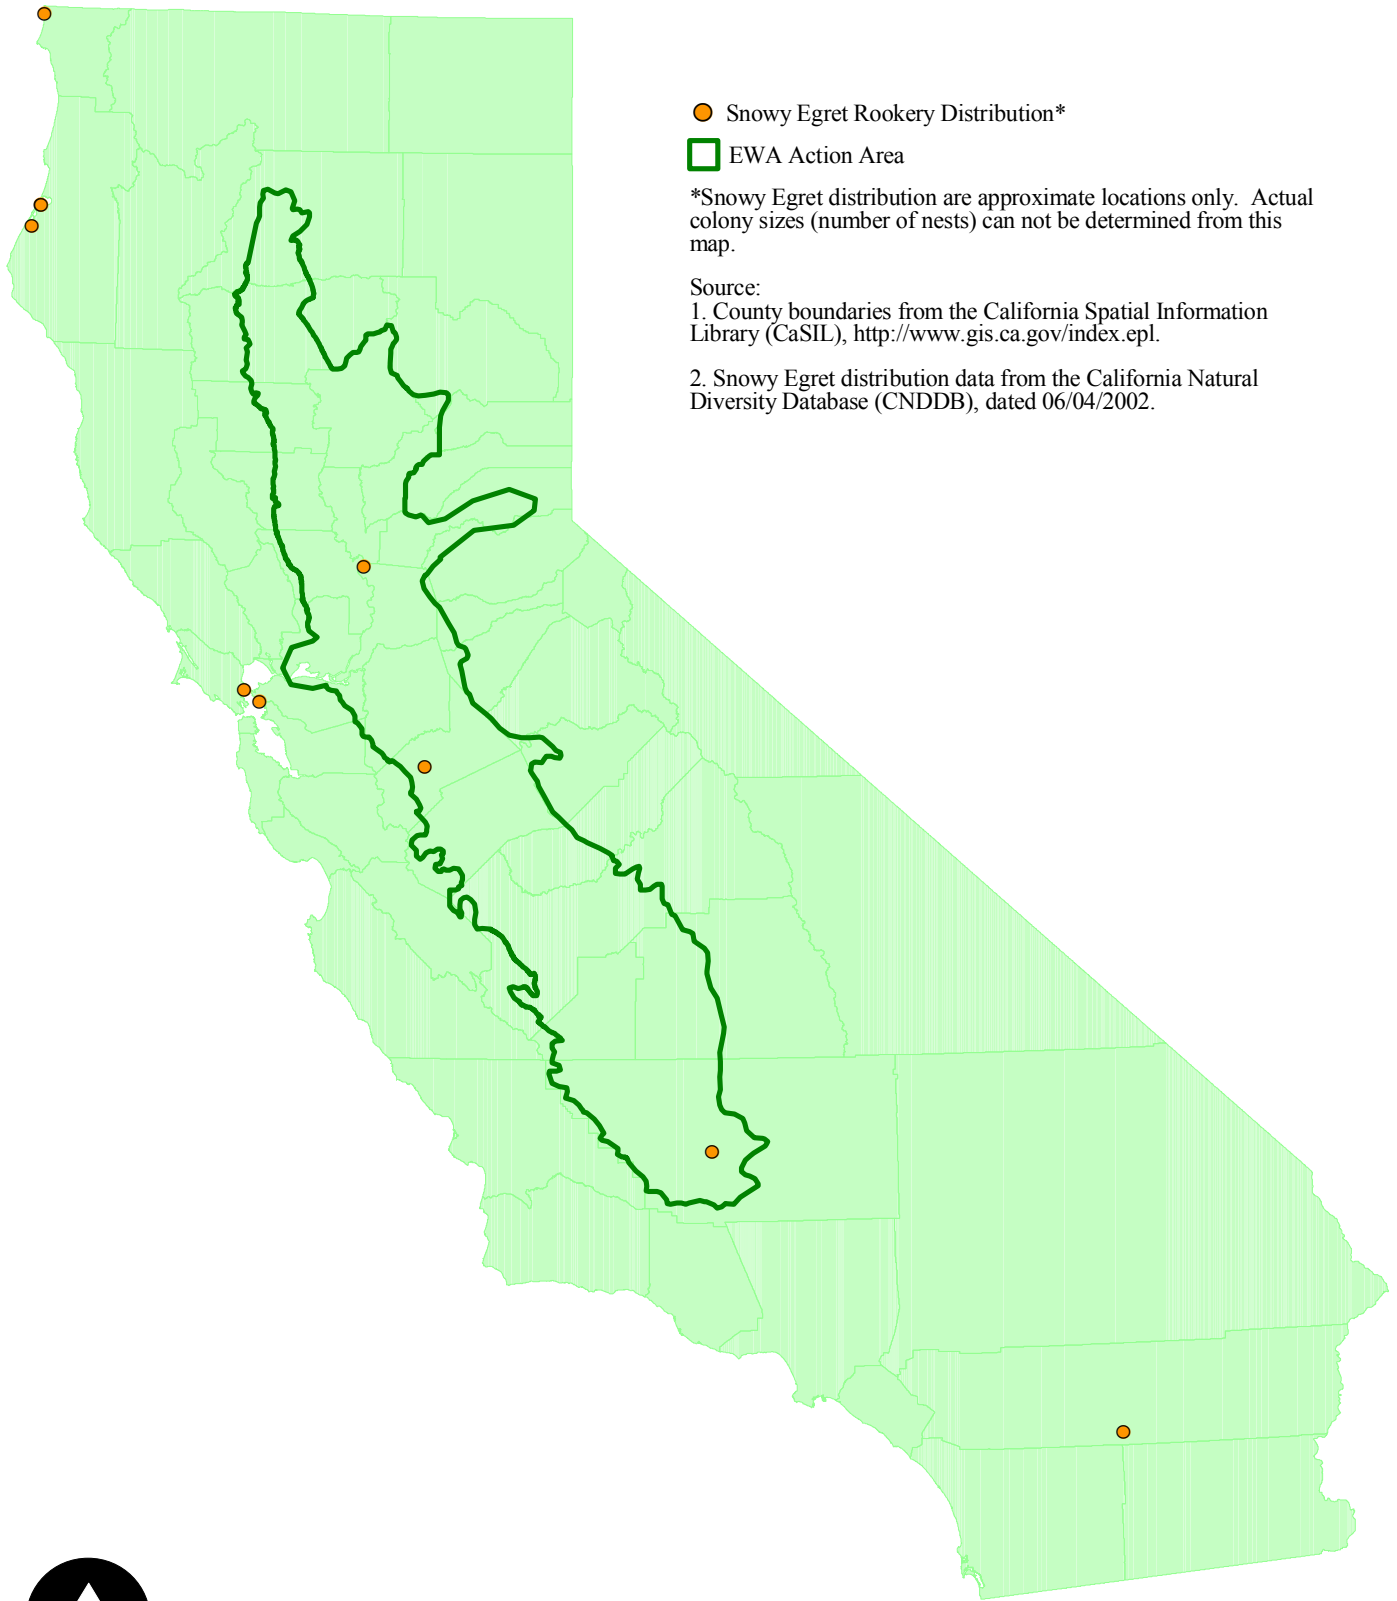 Snowy Egret Rookery Distribution*
EWA Action Area
*Snowy Egret distribution are approximate locations only.  Actual
colony sizes (number of nests) can not be determined from this
map.
Source:
1. County boundaries from the California Spatial Information
Library (CaSIL), http://www.gis.ca.gov/index.epl.
2. Snowy Egret distribution data from the California Natural
Diversity Database (CNDDB), dated 06/04/2002.